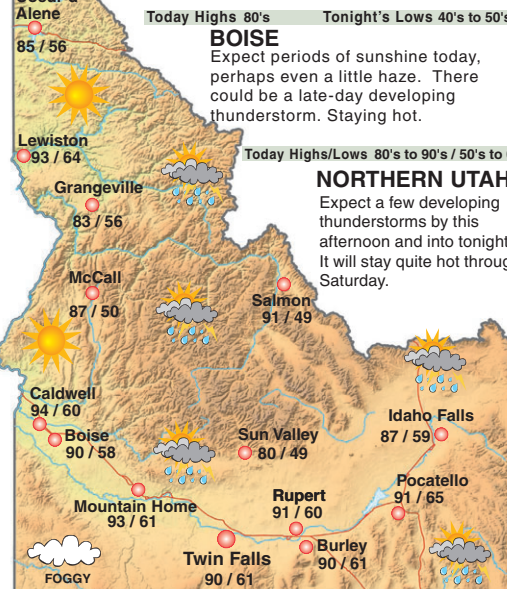 Alene
85 / 56
Today Highs 80's Tonight's Lows 40's to 50's
BOISE
Expect periods of sunshine today,
perhaps even a little haze. There
could be a late-day developing
thunderstorm. Staying hot.
Lewiston
93 / 64
Today Highs/Lows 80's to 90's / 50's to
Grangeville
83 / 56
NORTHERN UTAH
Expect a few developing
thunderstorms by this
afternoon and into tonight
It will stay quite hot throug
Saturday.
McCall
87 / 50
Salmon
91 / 49
Caldwell
94 / 60
Boise
90 / 58
Sun Valley
80 / 49
Idaho Falls
87 / 59
Mountain Home
93 / 61
Rupert
91 / 60
Pocatello
91 / 65
Twin Falls
90 / 61
Burley
90 / 61
FOGGY